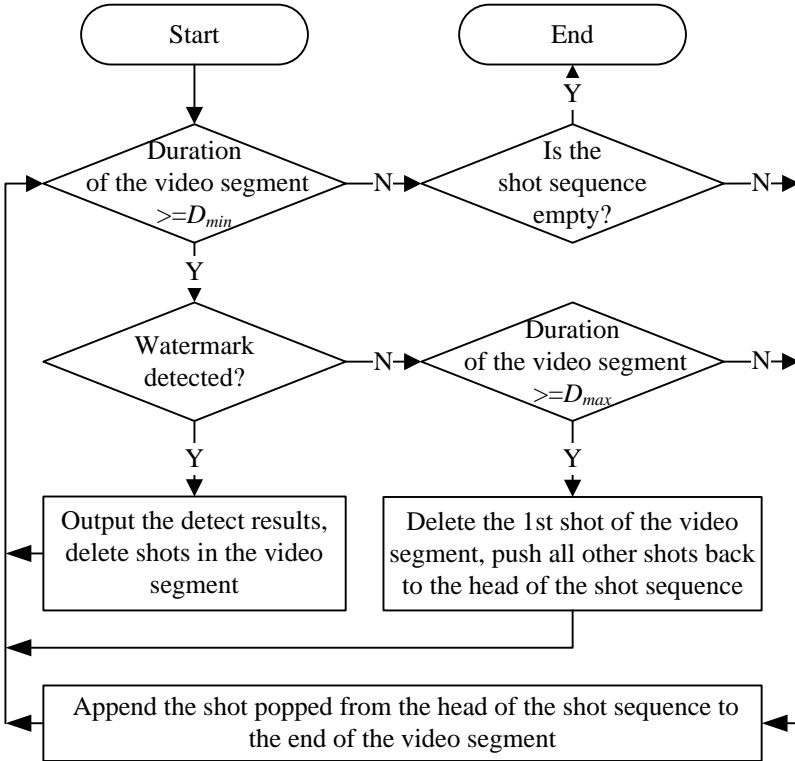 Start
End
Y
Duration
of the video segment
>=Dmin
N
Is the
shot sequence
empty?
N
Y
Watermark
detected?
N
Duration
of the video segment
>=Dmax
N
Y
Y
Output the detect results,
delete shots in the video
segment
Delete the 1st shot of the video
segment, push all other shots back
to the head of the shot sequence
Append the shot popped from the head of the shot sequence to
the end of the video segment